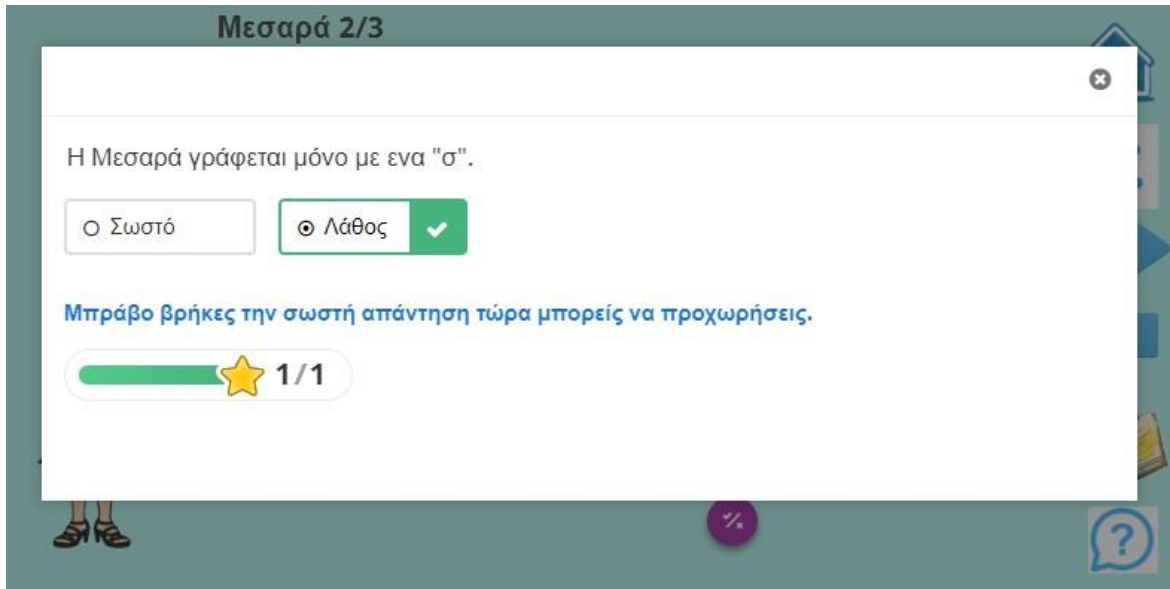 Μεσαρά 2/3
Η Μεσαρά γράφεται μόνο με ενα "σ".
Σωστό
Λάθος
Μπράβο βρήκες την σωστή απάντηση τώρα μπορείς να προχωρήσεις.
1/1
?